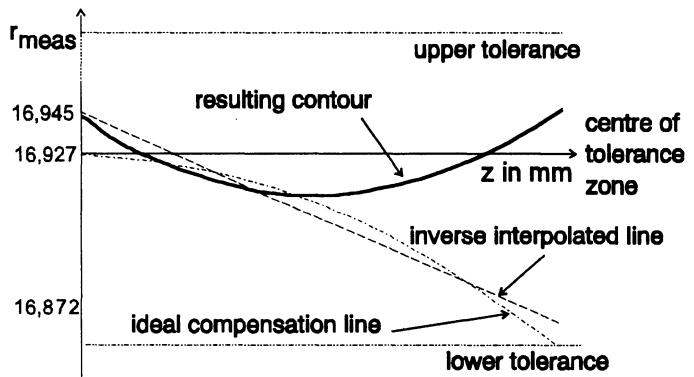 r meas
upper tolerance
resulting contour
16,945
centre of
16,927
tolerance
z in mm
zone
inverse interpolated line
16,872
ideal compensation line
lower tolerance